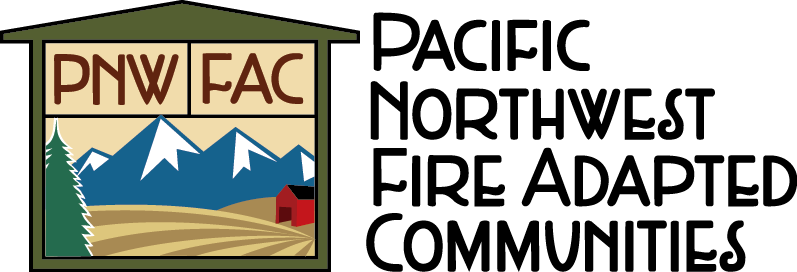 PNW FAC
Pacific
Northwest
Fire Adapted
Communities